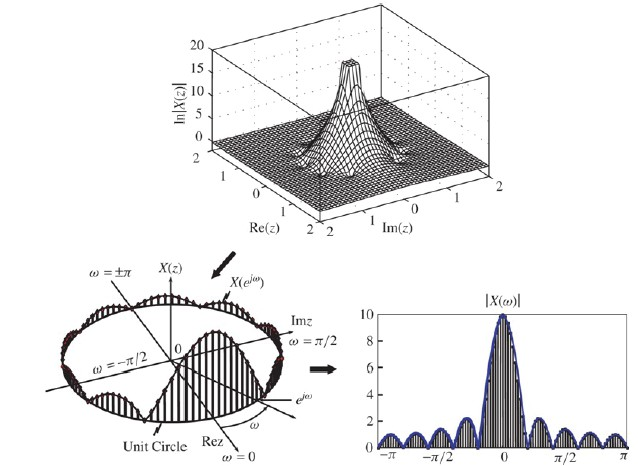 20
15
10
5
0
ln|X(z)|
2
1
0
1
2
Re(z)
2
1
0
1
2
Im(z)
ω = ±π
X(z)
X(e^{jω})
Imz
ω = π/2
ω = −π/2
0
e^{jω}
ω
Unit Circle
Rez
ω = 0
|X(ω)|
10
8
6
4
2
0
−π
−π/2
0
π/2
π